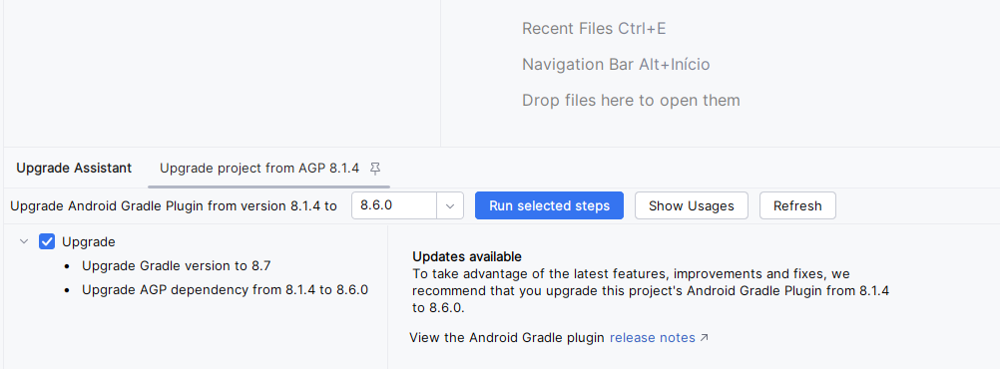 Recent Files Ctrl+E
Navigation Bar Alt+Início
Drop files here to open them
Upgrade Assistant Upgrade project from AGP 8.1.4
Upgrade Android Gradle Plugin from version 8.1.4 to 8.6.0 Run selected steps Show Usages Refresh
Upgrade
• Upgrade Gradle version to 8.7
• Upgrade AGP dependency from 8.1.4 to 8.6.0
Updates available
To take advantage of the latest features, improvements and fixes, we
recommend that you upgrade this project's Android Gradle Plugin from 8.1.4
to 8.6.0.
View the Android Gradle plugin release notes ↗